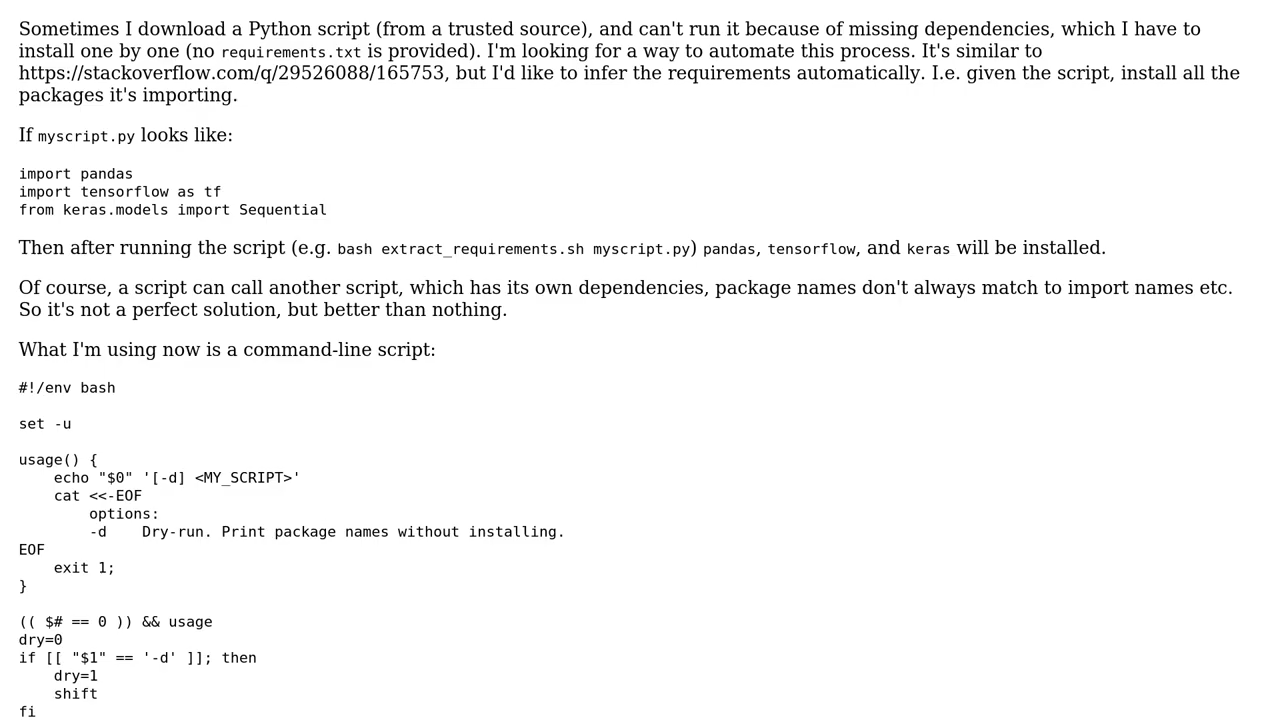 Sometimes I download a Python script (from a trusted source), and can't run it because of missing dependencies, which I have to
install one by one (no requirements.txt is provided). I'm looking for a way to automate this process. It's similar to
https://stackoverflow.com/q/29526088/165753, but I'd like to infer the requirements automatically. I.e. given the script, install all the
packages it's importing.
If myscript.py looks like:
import pandas
import tensorflow as tf
from keras.models import Sequential
Then after running the script (e.g. bash extract_requirements.sh myscript.py) pandas, tensorflow, and keras will be installed.
Of course, a script can call another script, which has its own dependencies, package names don't always match to import names etc.
So it's not a perfect solution, but better than nothing.
What I'm using now is a command-line script:
#!/env bash
set -u
usage() {
    echo "$0" '[-d] <MY_SCRIPT>'
    cat <<-EOF
        options:
        -d    Dry-run. Print package names without installing.
EOF
    exit 1;
}
(( $# == 0 )) && usage
dry=0
if [[ "$1" == '-d' ]]; then
    dry=1
    shift
fi